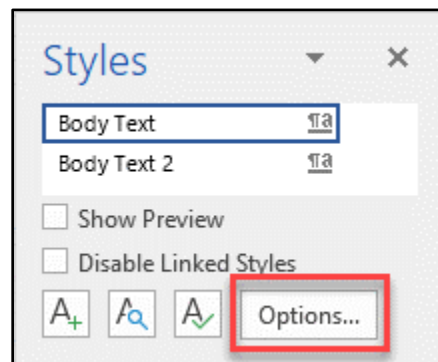 Styles
Body Text ¶a
Body Text 2 ¶a
Show Preview
Disable Linked Styles
A+ A A Options...